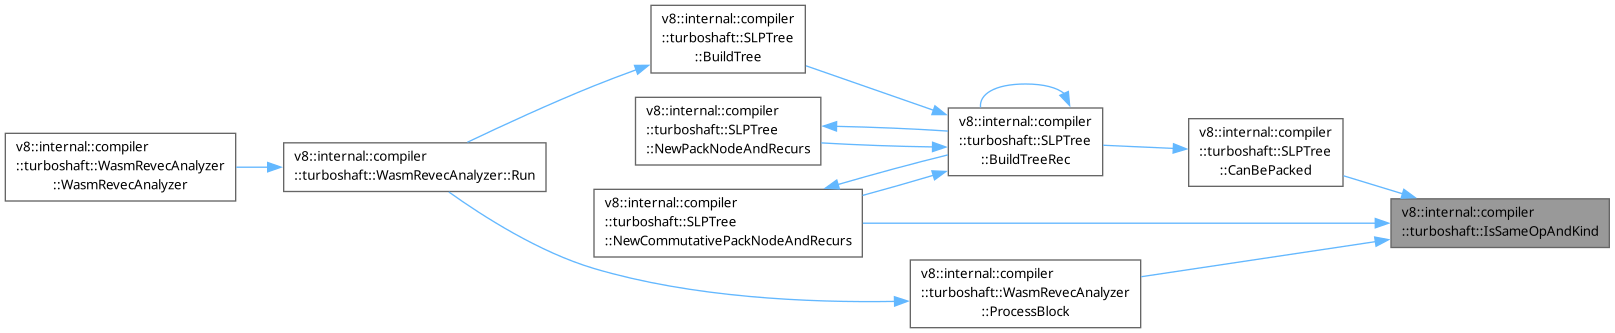 v8::internal::compiler
::turboshaft::SLPTree
::BuildTree
v8::internal::compiler
::turboshaft::SLPTree
::NewPackNodeAndRecurs
v8::internal::compiler
::turboshaft::SLPTree
::BuildTreeRec
v8::internal::compiler
::turboshaft::SLPTree
::CanBePacked
v8::internal::compiler
::turboshaft::WasmRevecAnalyzer
::WasmRevecAnalyzer
v8::internal::compiler
::turboshaft::WasmRevecAnalyzer::Run
v8::internal::compiler
::turboshaft::SLPTree
::NewCommutativePackNodeAndRecurs
v8::internal::compiler
::turboshaft::IsSameOpAndKind
v8::internal::compiler
::turboshaft::WasmRevecAnalyzer
::ProcessBlock